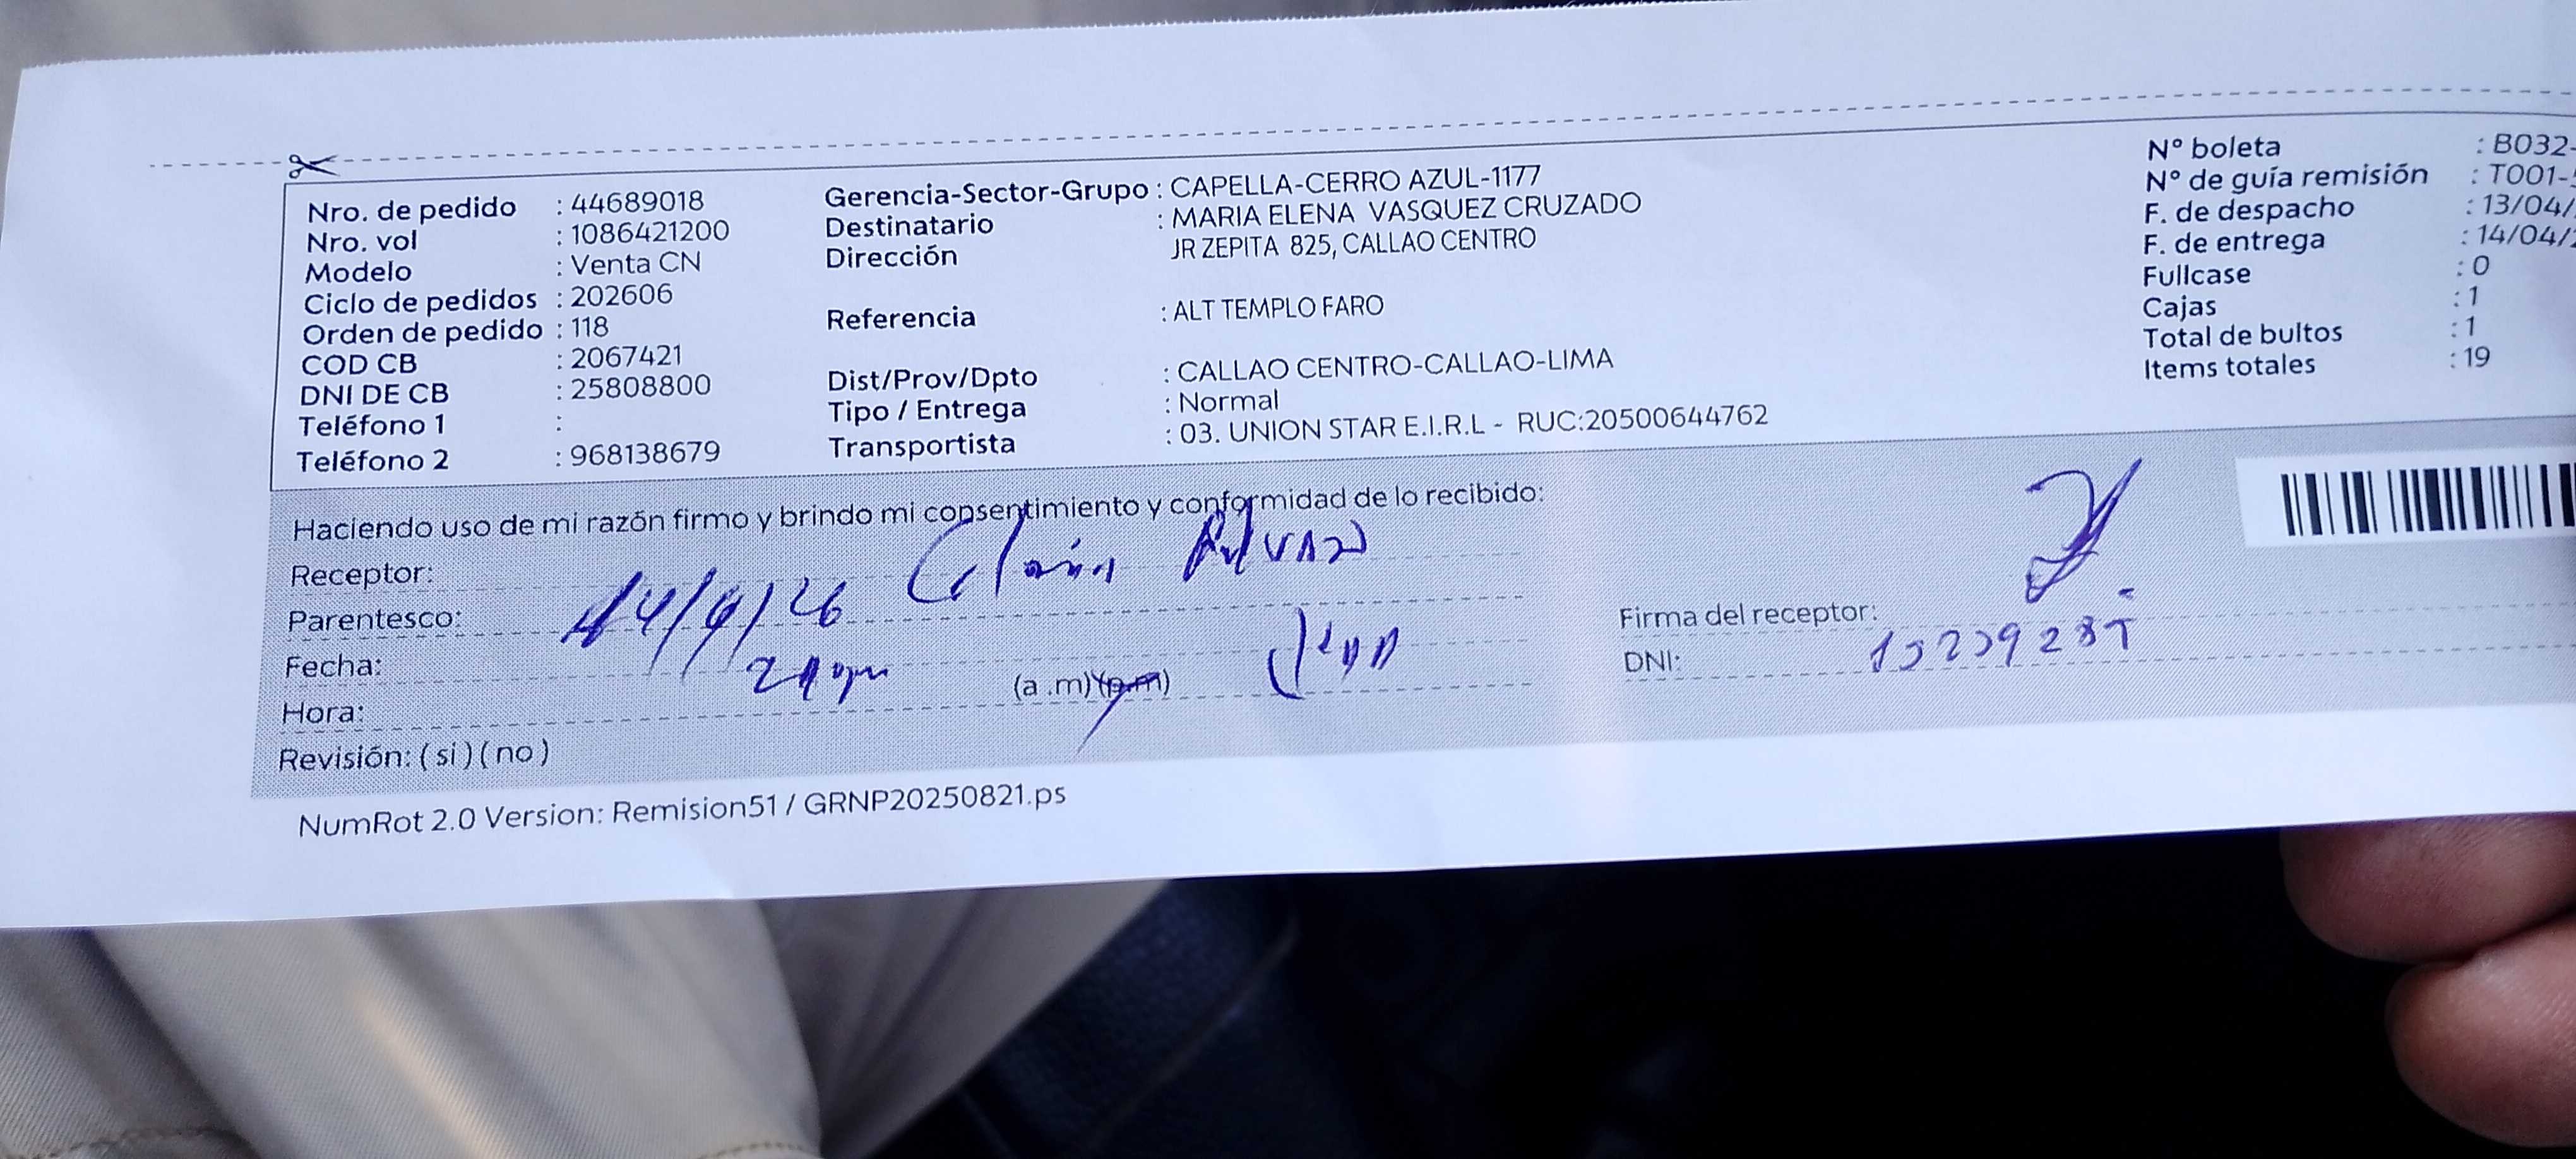 Nro. de pedido : 44689018
Nro. vol : 1086421200
Modelo : Venta CN
Ciclo de pedidos : 202606
Orden de pedido : 118
COD CB : 2067421
DNI DE CB : 25808800
Teléfono 1 :
Teléfono 2 : 968138679
Gerencia-Sector-Grupo : CAPELLA-CERRO AZUL-1177
Destinatario : MARIA ELENA VASQUEZ CRUZADO
Dirección JR ZEPITA 825, CALLAO CENTRO
Referencia : ALT TEMPLO FARO
Dist/Prov/Dpto : CALLAO CENTRO-CALLAO-LIMA
Tipo / Entrega : Normal
Transportista : 03. UNION STAR E.I.R.L - RUC:20500644762
N° boleta : B032-
N° de guía remisión : T001-
F. de despacho : 13/04/
F. de entrega : 14/04/
Fullcase : 0
Cajas : 1
Total de bultos : 1
Items totales : 19
Haciendo uso de mi razón firmo y brindo mi consentimiento y conformidad de lo recibido:
Receptor:
Parentesco:
Fecha: 14/4/26
Hora: (a .m)(p.m)
Revisión: ( si ) ( no )
Firma del receptor:
DNI:
NumRot 2.0 Version: Remision51 / GRNP20250821.ps